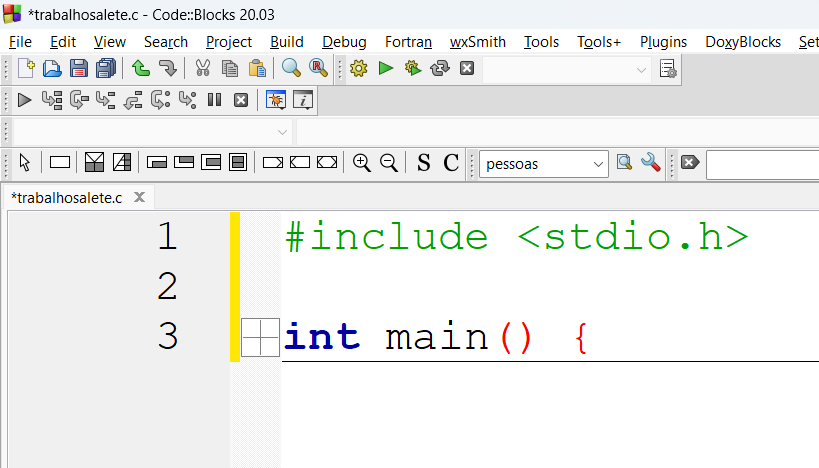 *trabalhosalete.c - Code::Blocks 20.03
File Edit View Search Project Build Debug Fortran wxSmith Tools Tools+ Plugins DoxyBlocks Set
S C pessoas
*trabalhosalete.c
1 #include <stdio.h>
2
3 int main() {